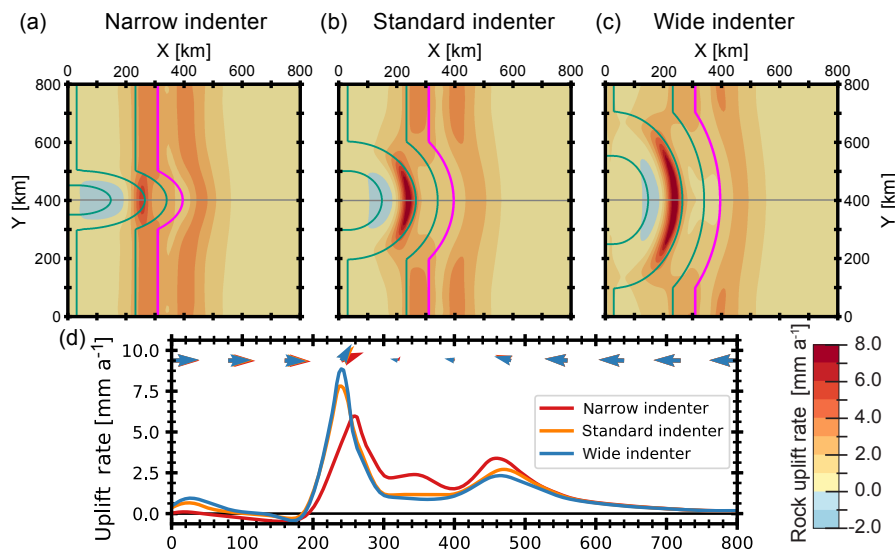 (a) Narrow indenter (b) Standard indenter (c) Wide indenter
X [km] X [km] X [km]
0 200 400 600 800 0 200 400 600 800 0 200 400 600 800
Y [km]
800
600
400
200
0
Y [km]
800
600
400
200
0
(d)
Uplift rate [mm a⁻¹]
10.0
7.5
5.0
2.5
0.0
Narrow indenter
Standard indenter
Wide indenter
0 100 200 300 400 500 600 700 800
Rock uplift rate [mm a⁻¹]
8.0
6.0
4.0
2.0
0.0
-2.0